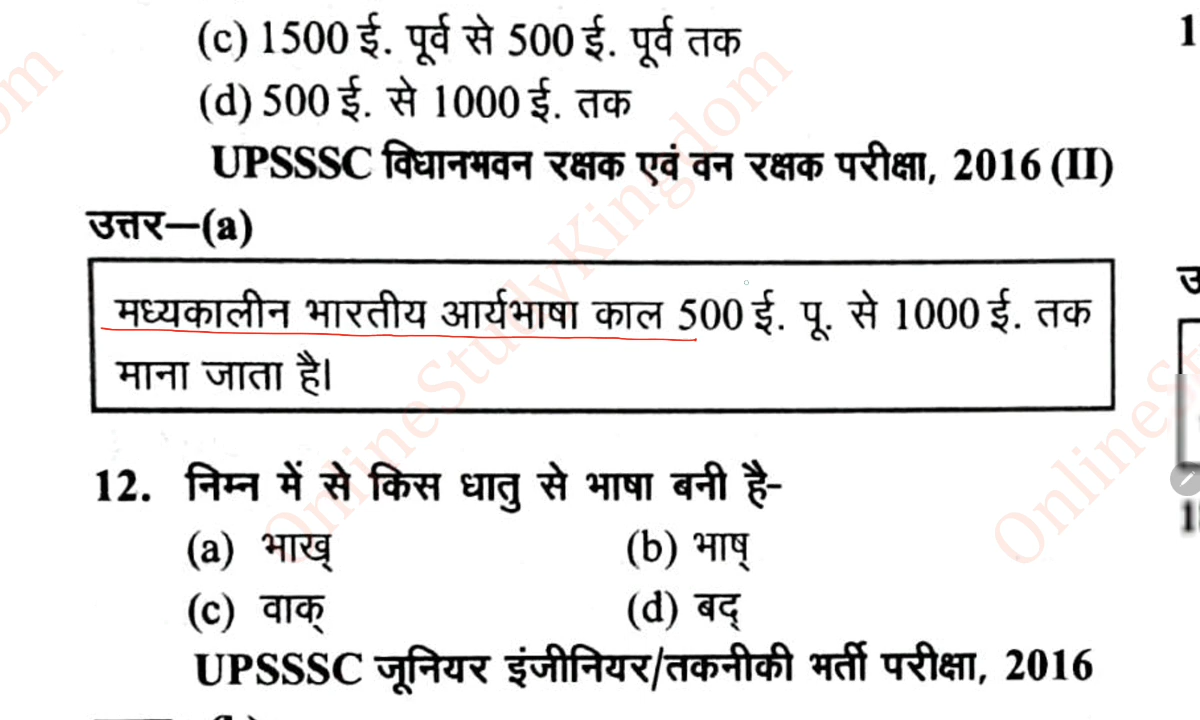 (c) 1500 ई. पूर्व से 500 ई. पूर्व तक
(d) 500 ई. से 1000 ई. तक
UPSSSC विधानभवन रक्षक एवं वन रक्षक परीक्षा, 2016 (II)
उत्तर—(a)
मध्यकालीन भारतीय आर्यभाषा काल 500 ई. पू. से 1000 ई. तक
माना जाता है।
12. निम्न में से किस धातु से भाषा बनी है-
(a) भाख् (b) भाष्
(c) वाक् (d) बद्
UPSSSC जूनियर इंजीनियर/तकनीकी भर्ती परीक्षा, 2016
OnlineStudyKingdom